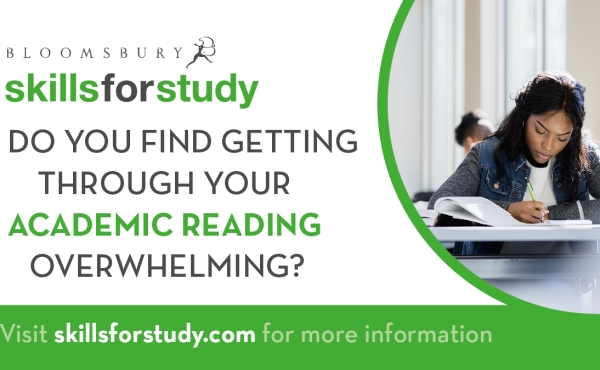 BLOOMSBURY
skillsforstudy
DO YOU FIND GETTING
THROUGH YOUR
ACADEMIC READING
OVERWHELMING?
Visit skillsforstudy.com for more information